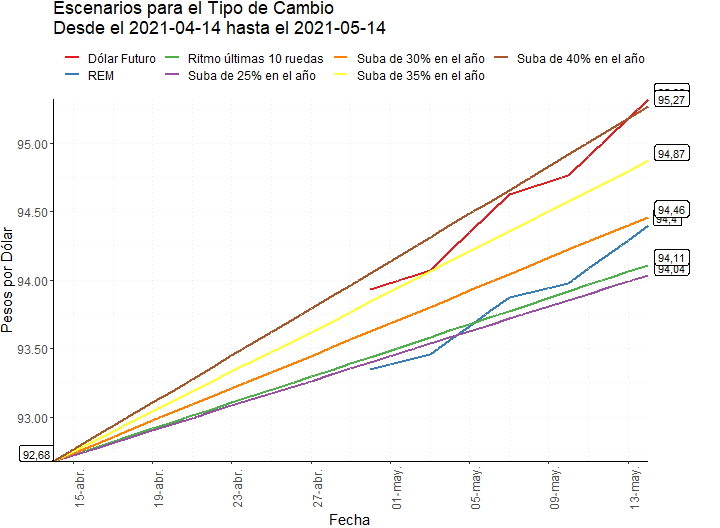 Escenarios para el Tipo de Cambio
Desde el 2021-04-14 hasta el 2021-05-14
Dólar Futuro
Ritmo últimas 10 ruedas
Suba de 30% en el año
Suba de 40% en el año
REM
Suba de 25% en el año
Suba de 35% en el año
95,27
95.00
94,87
94.50
94,46
94,11
94.00
94,04
93.50
93.00
92,68
Pesos por Dólar
15-abr.
19-abr.
23-abr.
27-abr.
01-may.
05-may.
09-may.
13-may.
Fecha